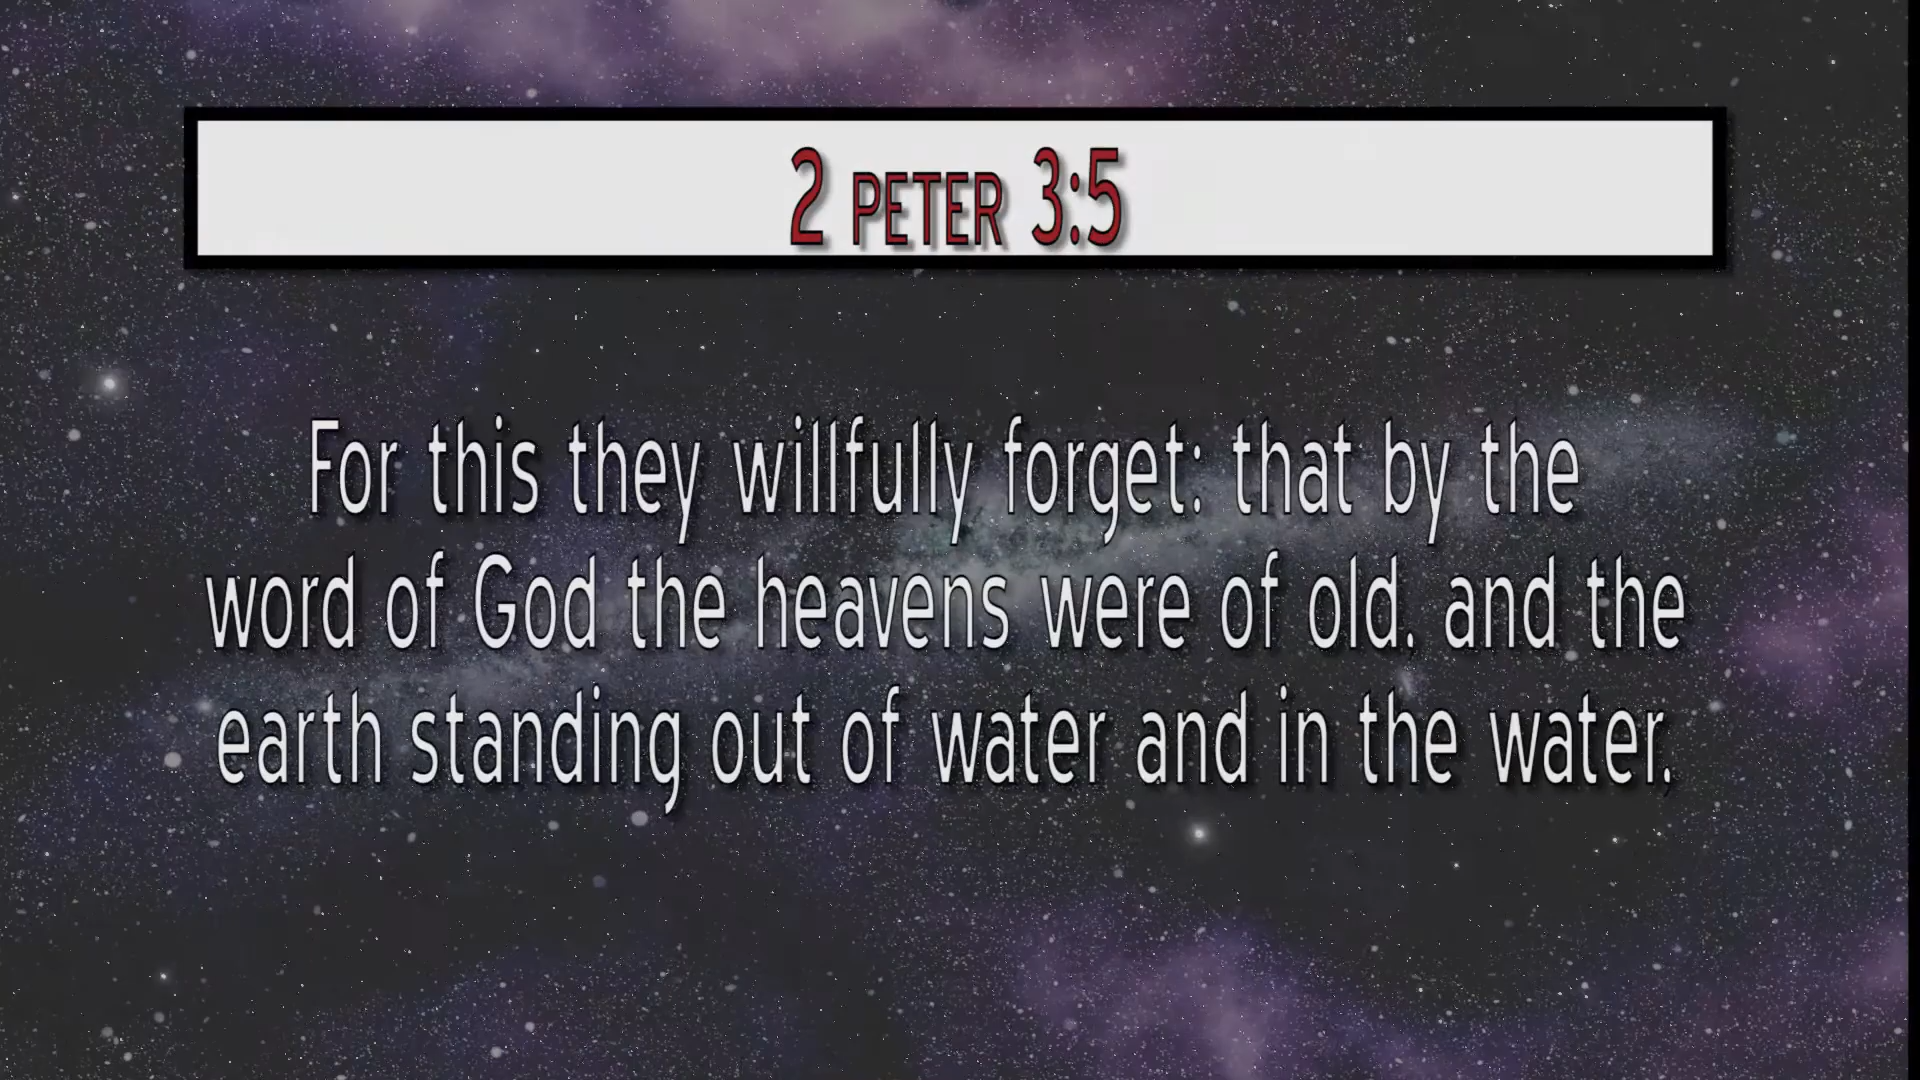 2 PETER 3:5
For this they willfully forget: that by the
word of God the heavens were of old, and the
earth standing out of water and in the water,